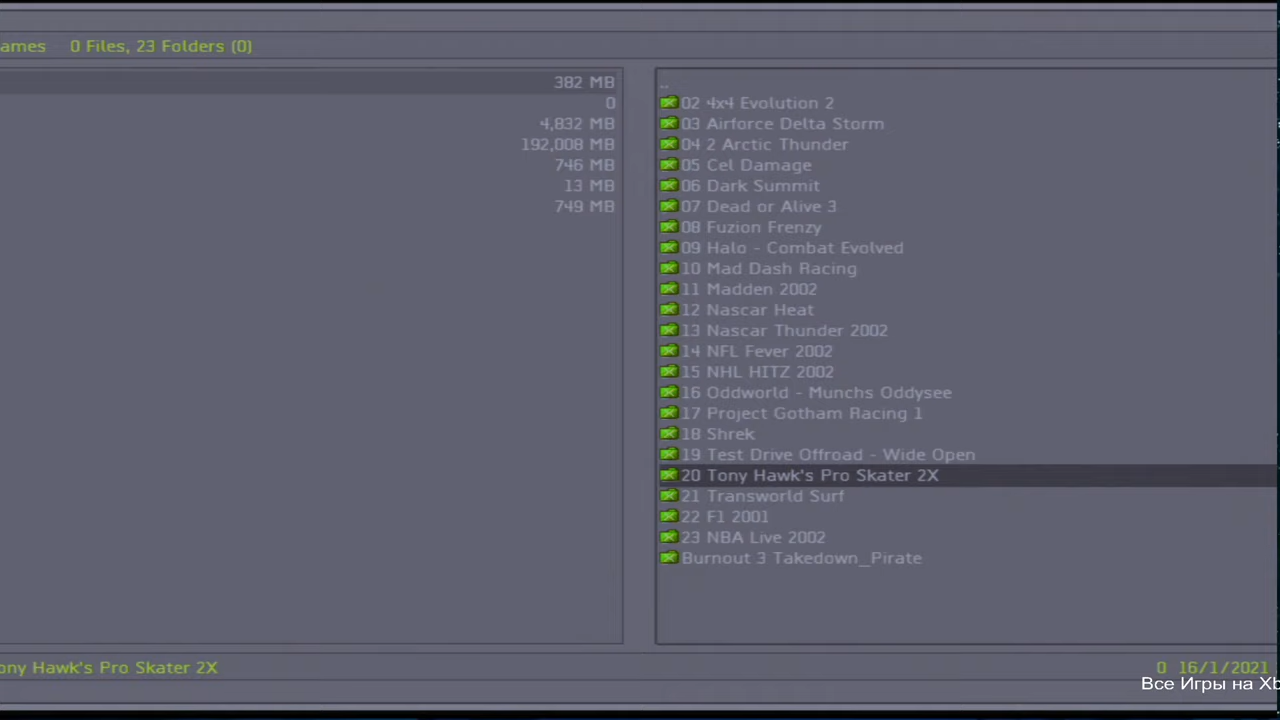 ames 0 Files, 23 Folders (0)
382 MB
0
4,832 MB
192,008 MB
746 MB
13 MB
749 MB
..
02 4x4 Evolution 2
03 Airforce Delta Storm
04 2 Arctic Thunder
05 Cel Damage
06 Dark Summit
07 Dead or Alive 3
08 Fuzion Frenzy
09 Halo - Combat Evolved
10 Mad Dash Racing
11 Madden 2002
12 Nascar Heat
13 Nascar Thunder 2002
14 NFL Fever 2002
15 NHL HITZ 2002
16 Oddworld - Munchs Oddysee
17 Project Gotham Racing 1
18 Shrek
19 Test Drive Offroad - Wide Open
20 Tony Hawk's Pro Skater 2X
21 Transworld Surf
22 F1 2001
23 NBA Live 2002
Burnout 3 Takedown_Pirate
ony Hawk's Pro Skater 2X
0 16/1/2021
Все Игры на Xb